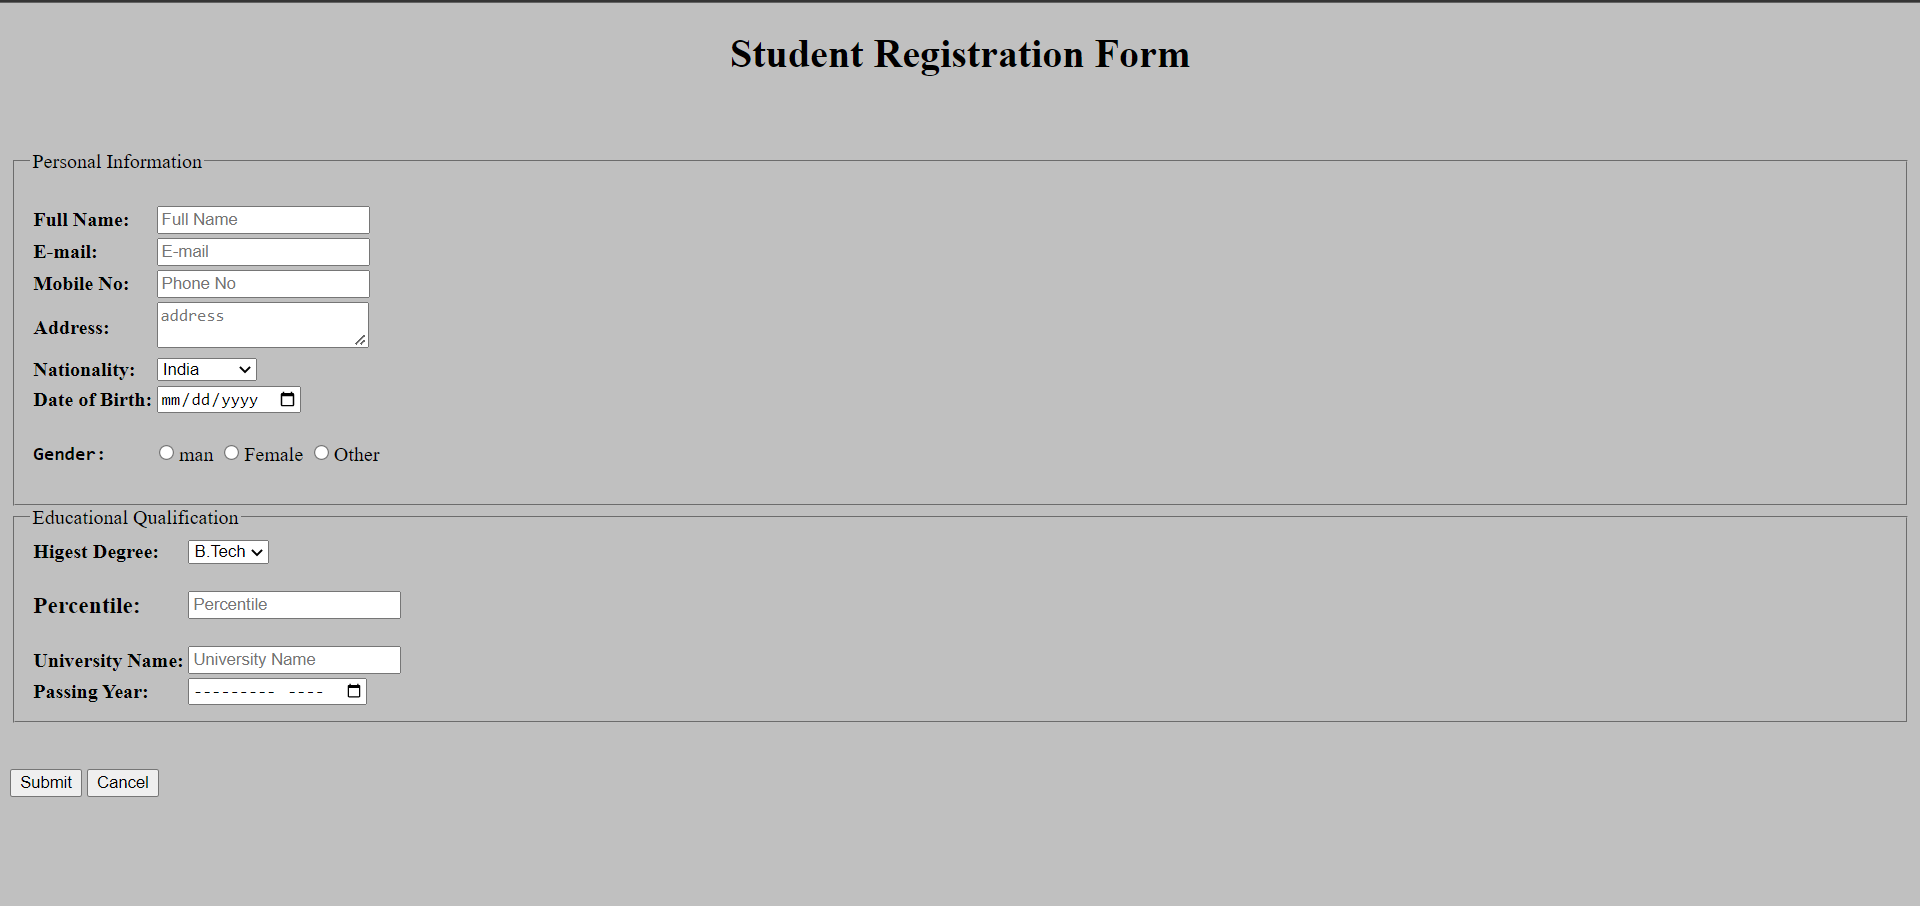 Student Registration Form
Personal Information
Full Name: Full Name
E-mail: E-mail
Mobile No: Phone No
Address: address
Nationality: India
Date of Birth: mm/dd/yyyy
Gender: man Female Other
Educational Qualification
Higest Degree: B.Tech
Percentile: Percentile
University Name: University Name
Passing Year: --------- ----
Submit Cancel